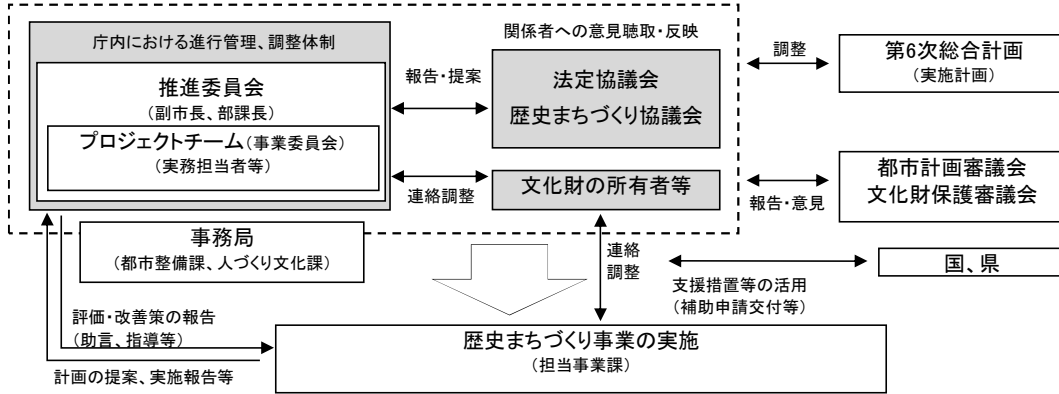 庁内における進行管理、調整体制
推進委員会
(副市長、部課長)
プロジェクトチーム(事業委員会)
(実務担当者等)
報告・提案
連絡調整
関係者への意見聴取・反映
法定協議会
歴史まちづくり協議会
文化財の所有者等
調整
第6次総合計画
(実施計画)
報告・意見
都市計画審議会
文化財保護審議会
事務局
(都市整備課、人づくり文化課)
連絡
調整
国、県
支援措置等の活用
(補助申請交付等)
評価・改善策の報告
(助言、指導等)
計画の提案、実施報告等
歴史まちづくり事業の実施
(担当事業課)